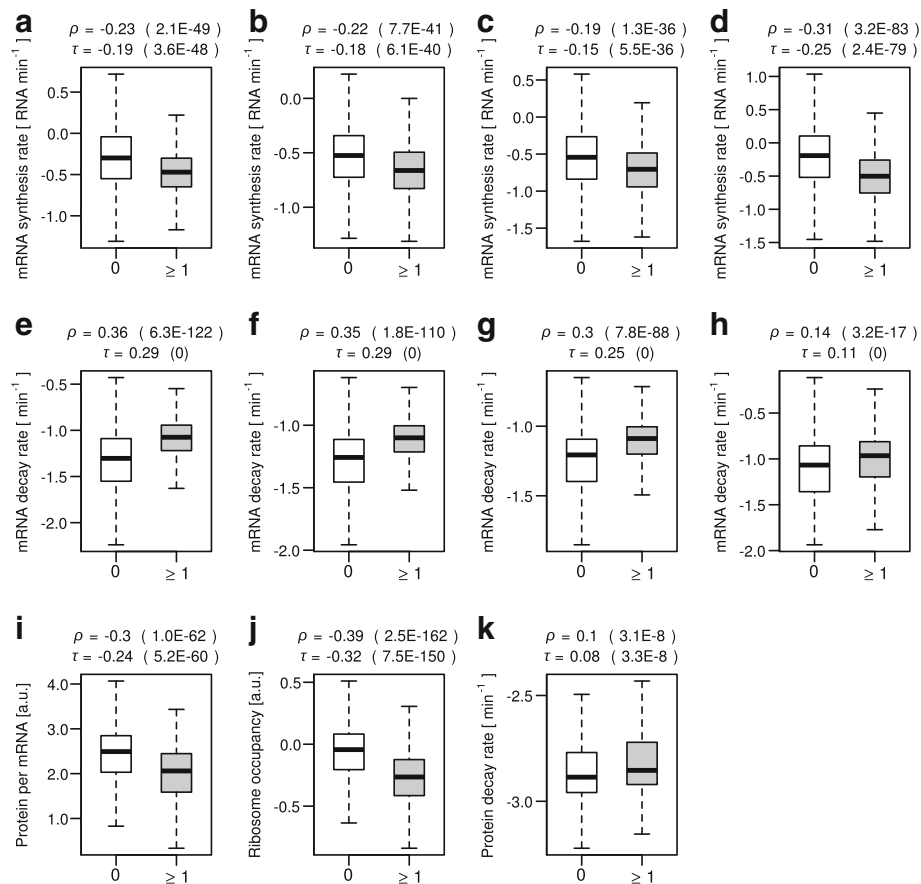 a
ρ = -0.23 ( 2.1E-49 )
τ = -0.19 ( 3.6E-48 )
mRNA synthesis rate [ RNA min⁻¹ ]
0.5
0.0
-0.5
-1.0
0
≥ 1
b
ρ = -0.22 ( 7.7E-41 )
τ = -0.18 ( 6.1E-40 )
mRNA synthesis rate [ RNA min⁻¹ ]
0.0
-0.5
-1.0
0
≥ 1
c
ρ = -0.19 ( 1.3E-36 )
τ = -0.15 ( 5.5E-36 )
mRNA synthesis rate [ RNA min⁻¹ ]
0.5
0.0
-0.5
-1.0
-1.5
0
≥ 1
d
ρ = -0.31 ( 3.2E-83 )
τ = -0.25 ( 2.4E-79 )
mRNA synthesis rate [ RNA min⁻¹ ]
1.0
0.5
0.0
-0.5
-1.0
-1.5
0
≥ 1
e
ρ = 0.36 ( 6.3E-122 )
τ = 0.29 (0)
mRNA decay rate [ min⁻¹ ]
-0.5
-1.0
-1.5
-2.0
0
≥ 1
f
ρ = 0.35 ( 1.8E-110 )
τ = 0.29 (0)
mRNA decay rate [ min⁻¹ ]
-1.0
-1.5
-2.0
0
≥ 1
g
ρ = 0.3 ( 7.8E-88 )
τ = 0.25 (0)
mRNA decay rate [ min⁻¹ ]
-1.0
-1.5
0
≥ 1
h
ρ = 0.14 ( 3.2E-17 )
τ = 0.11 (0)
mRNA decay rate [ min⁻¹ ]
-0.5
-1.0
-1.5
-2.0
0
≥ 1
i
ρ = -0.3 ( 1.0E-62 )
τ = -0.24 ( 5.2E-60 )
Protein per mRNA [a.u.]
4.0
3.0
2.0
1.0
0
≥ 1
j
ρ = -0.39 ( 2.5E-162 )
τ = -0.32 ( 7.5E-150 )
Ribosome occupancy [a.u.]
0.5
0.0
-0.5
0
≥ 1
k
ρ = 0.1 ( 3.1E-8 )
τ = 0.08 ( 3.3E-8 )
Protein decay rate [ min⁻¹ ]
-2.5
-3.0
0
≥ 1